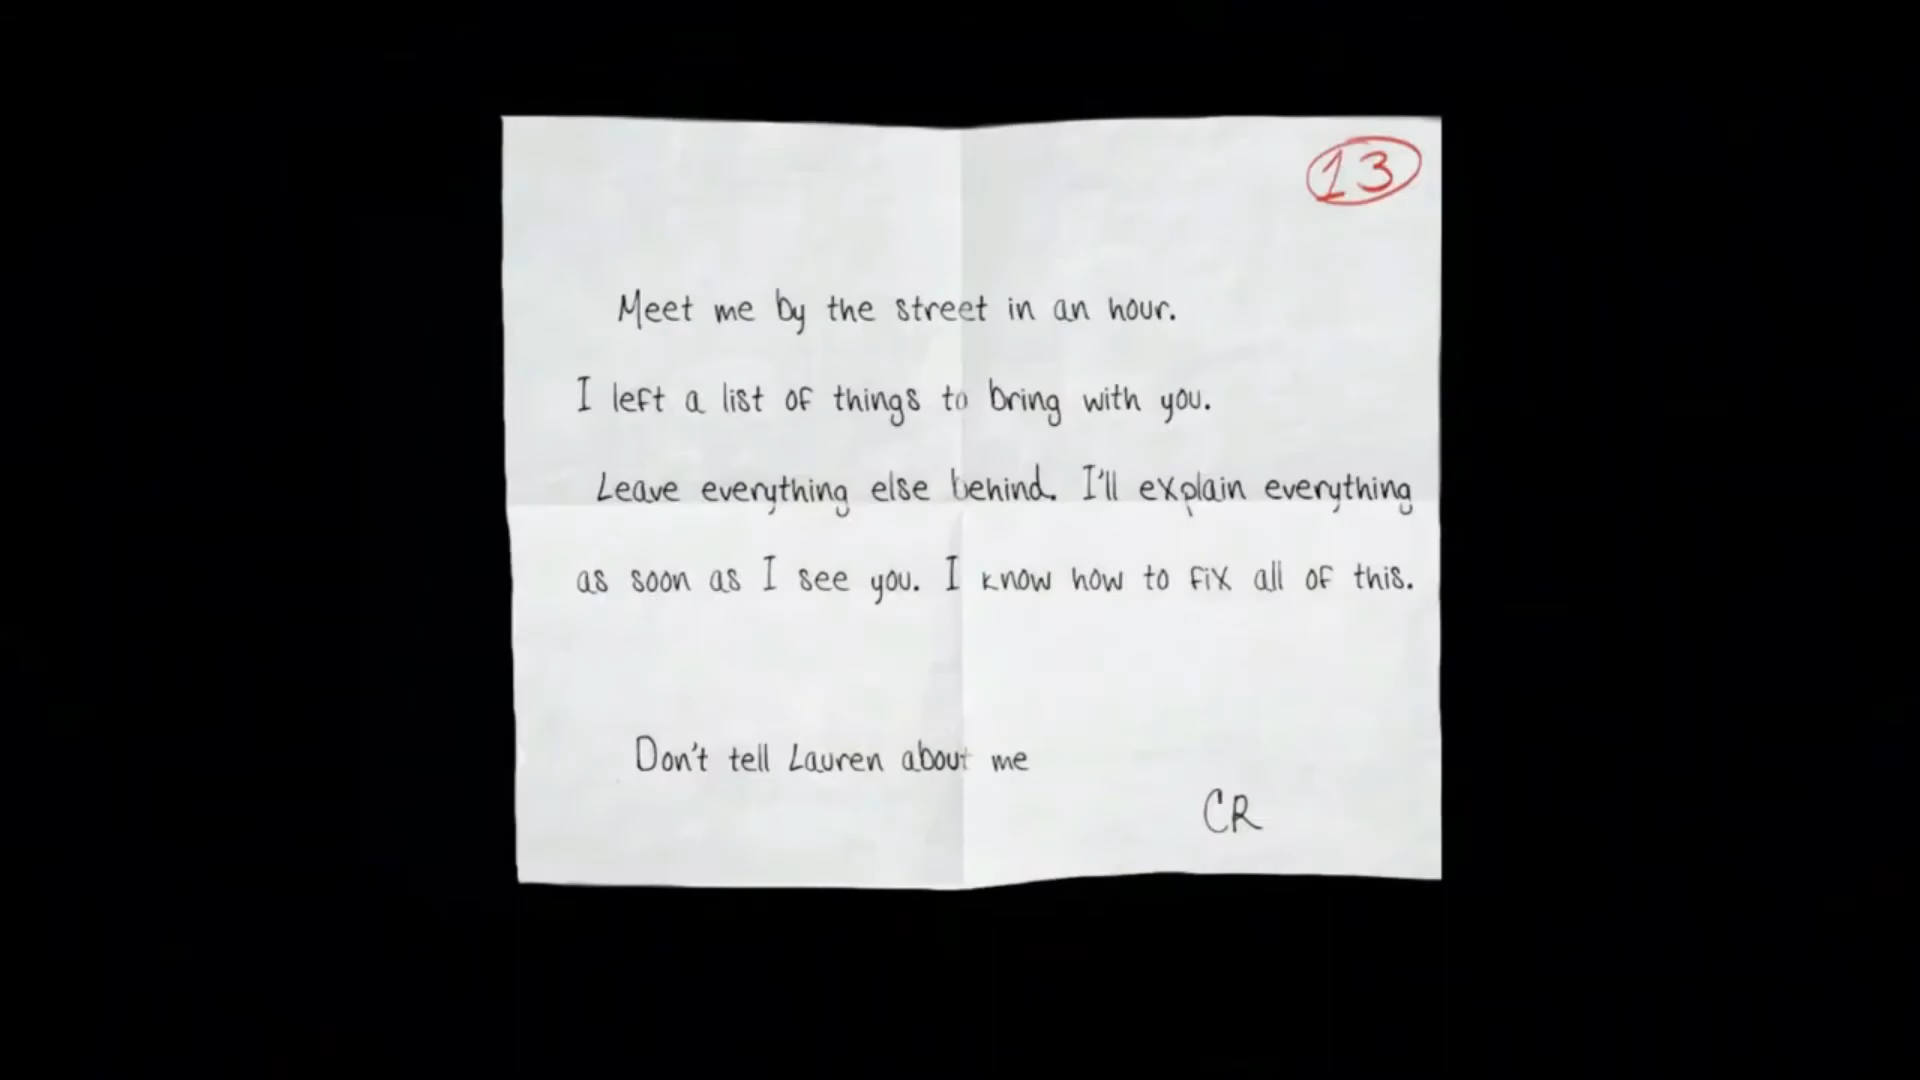 13
Meet me by the street in an hour.
I left a list of things to bring with you.
Leave everything else behind. I'll explain everything
as soon as I see you. I know how to fix all of this.
Don't tell Lauren about me
CR